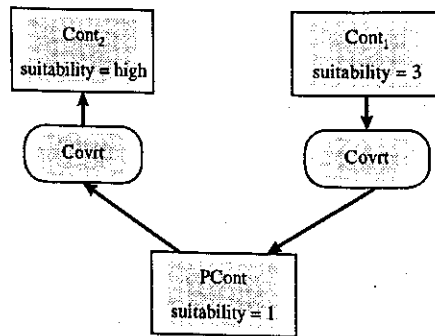 Cont₂
suitability = high
Cont₁
suitability = 3
Covrt
Covrt
PCont
suitability = 1